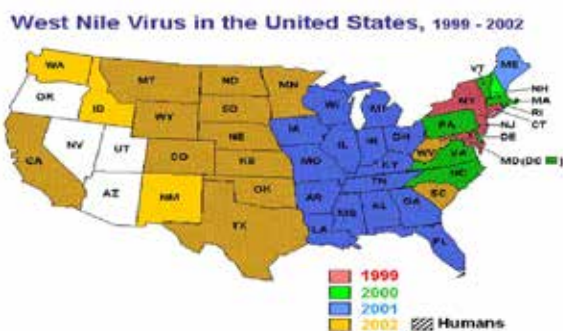 West Nile Virus in the United States, 1999 - 2002
WA
MT
ND
MN
VT
ME
OR
ID
SD
WI
MI
NY
NH
MA
WY
RI
CT
NE
IA
PA
NJ
NV
UT
IL
IN
OH
DE
CA
CO
KS
MO
WV
VA
MD (DC )
KY
NC
AZ
NM
OK
AR
TN
SC
TX
MS
AL
GA
LA
FL
1999
2000
2001
2002
Humans